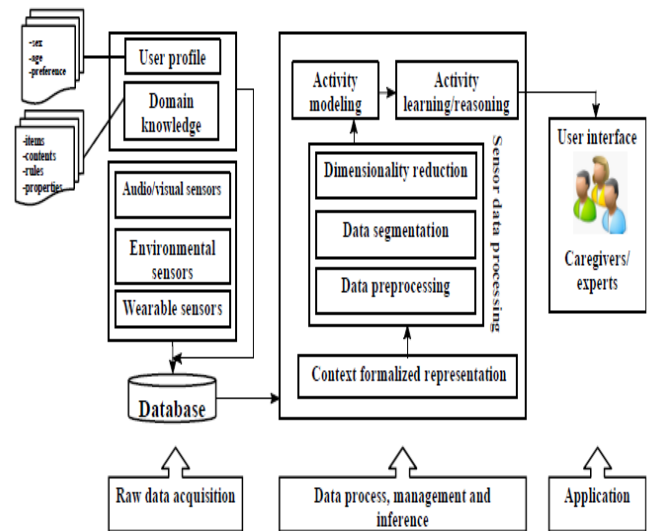 -sex
-age
-preference
User profile
Domain
knowledge
-items
-contents
-rules
-properties
Audio/visual sensors
Environmental
sensors
Wearable sensors
Database
Activity
modeling
Activity
learning/reasoning
Dimensionality reduction
Data segmentation
Data preprocessing
Sensor data processing
Context formalized representation
User interface
Caregivers/
experts
Raw data acquisition
Data process, management and
inference
Application